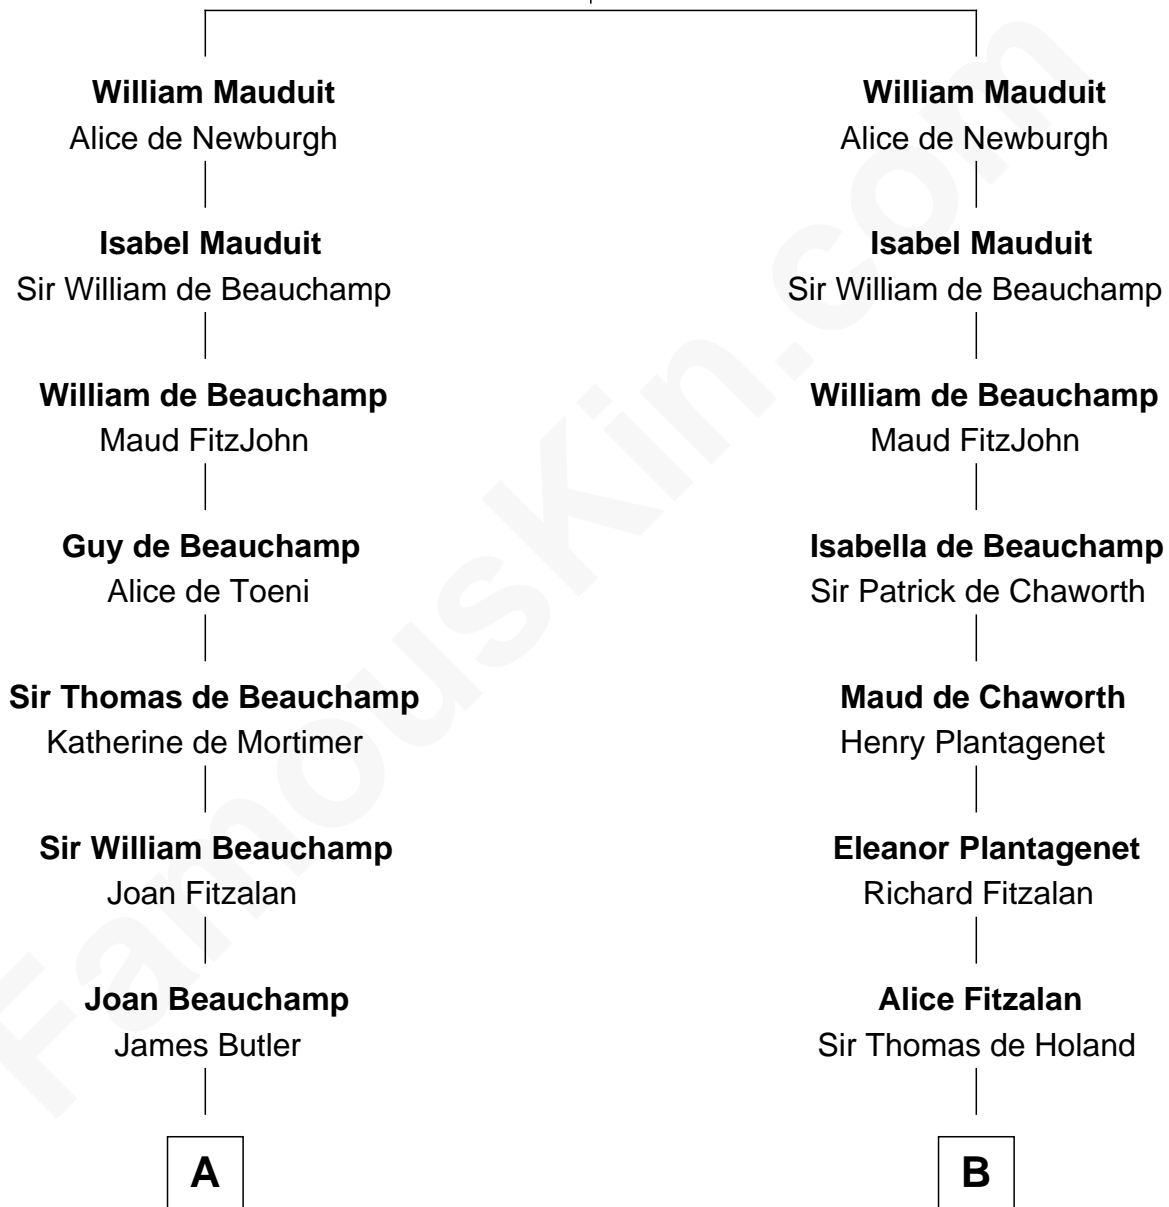 William Mauduit
Alice de Newburgh
Isabel Mauduit
Sir William de Beauchamp
William de Beauchamp
Maud FitzJohn
Guy de Beauchamp
Alice de Toeni
Sir Thomas de Beauchamp
Katherine de Mortimer
Sir William Beauchamp
Joan Fitzalan
Joan Beauchamp
James Butler
A
William Mauduit
Alice de Newburgh
Isabel Mauduit
Sir William de Beauchamp
William de Beauchamp
Maud FitzJohn
Isabella de Beauchamp
Sir Patrick de Chaworth
Maud de Chaworth
Henry Plantagenet
Eleanor Plantagenet
Richard Fitzalan
Alice Fitzalan
Sir Thomas de Holand
B
FamousKin.com